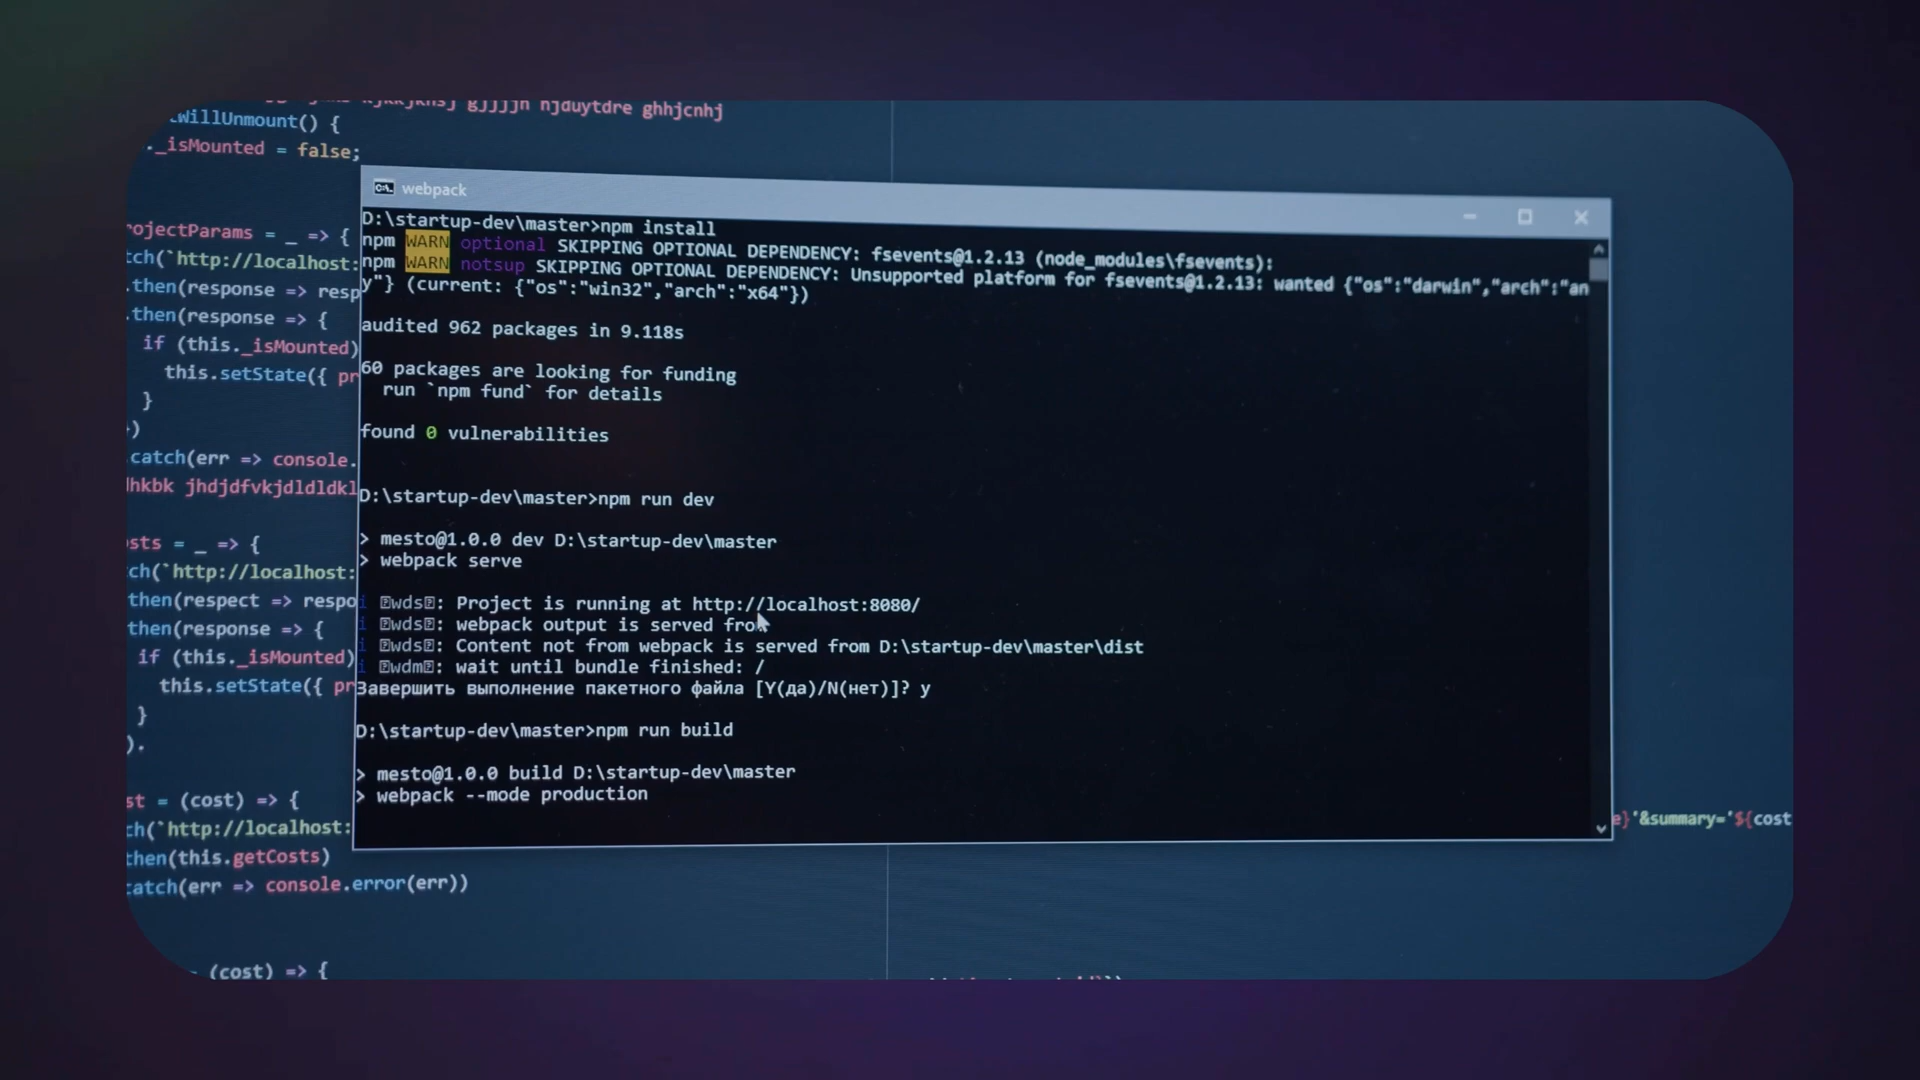 hjduytdre ghhjcnhj
WillUnmount() {
._isMounted = false;
rojectParams = _ => {
tch(`http://localhost:
.then(response => resp
.then(response => {
if (this._isMounted)
this.setState({ pr
}
})
.catch(err => console.
hkbk jhdjdfvkjdldldkl
sts = _ => {
ch(`http://localhost:
then(respect => respo
then(response => {
if (this._isMounted)
this.setState({ pr
}
).
st = (cost) => {
ch(`http://localhost:
then(this.getCosts)
catch(err => console.error(err))
(cost) => {
webpack
D:\startup-dev\master>npm install
npm WARN optional SKIPPING OPTIONAL DEPENDENCY: fsevents@1.2.13 (node_modules\fsevents):
npm WARN notsup SKIPPING OPTIONAL DEPENDENCY: Unsupported platform for fsevents@1.2.13: wanted {"os":"darwin","arch":"an
y"} (current: {"os":"win32","arch":"x64"})
audited 962 packages in 9.118s
60 packages are looking for funding
run `npm fund` for details
found 0 vulnerabilities
D:\startup-dev\master>npm run dev
> mesto@1.0.0 dev D:\startup-dev\master
> webpack serve
i wds: Project is running at http://localhost:8080/
i wds: webpack output is served from
i wds: Content not from webpack is served from D:\startup-dev\master\dist
i wdm: wait until bundle finished: /
Завершить выполнение пакетного файла [Y(да)/N(нет)]? y
D:\startup-dev\master>npm run build
> mesto@1.0.0 build D:\startup-dev\master
> webpack --mode production
e}'&summary='${cost